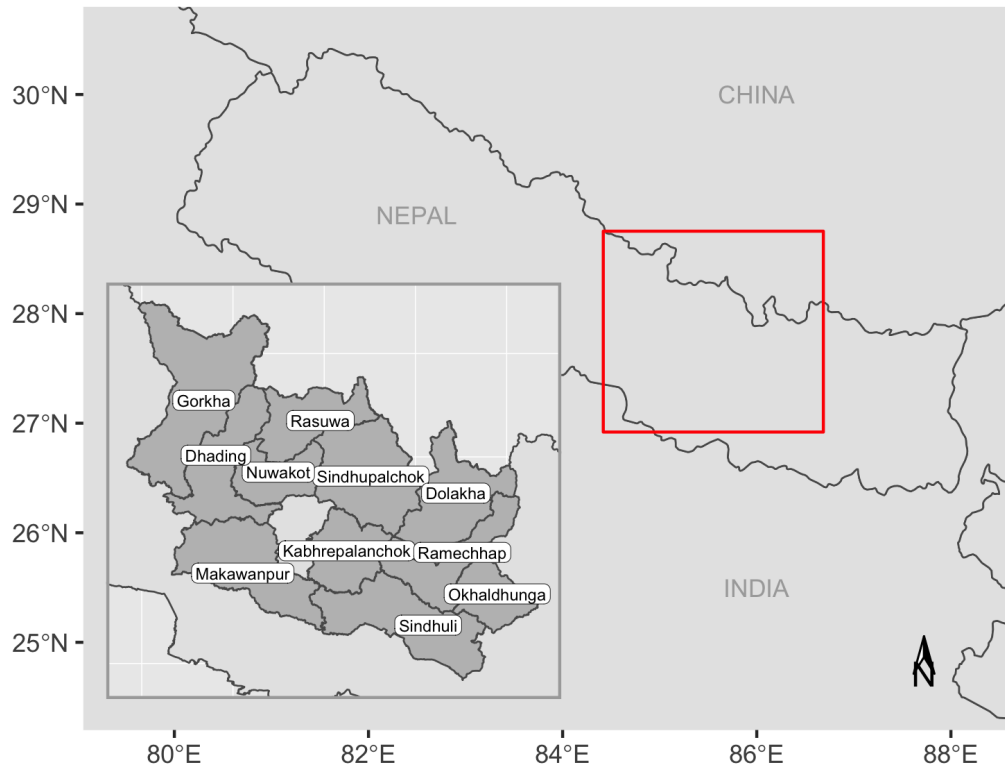 30°N
29°N
28°N
27°N
26°N
25°N
CHINA
NEPAL
INDIA
Gorkha
Rasuwa
Dhading
Nuwakot
Sindhupalchok
Dolakha
Kabhrepalanchok
Ramechhap
Makawanpur
Okhaldhunga
Sindhuli
N
80°E
82°E
84°E
86°E
88°E